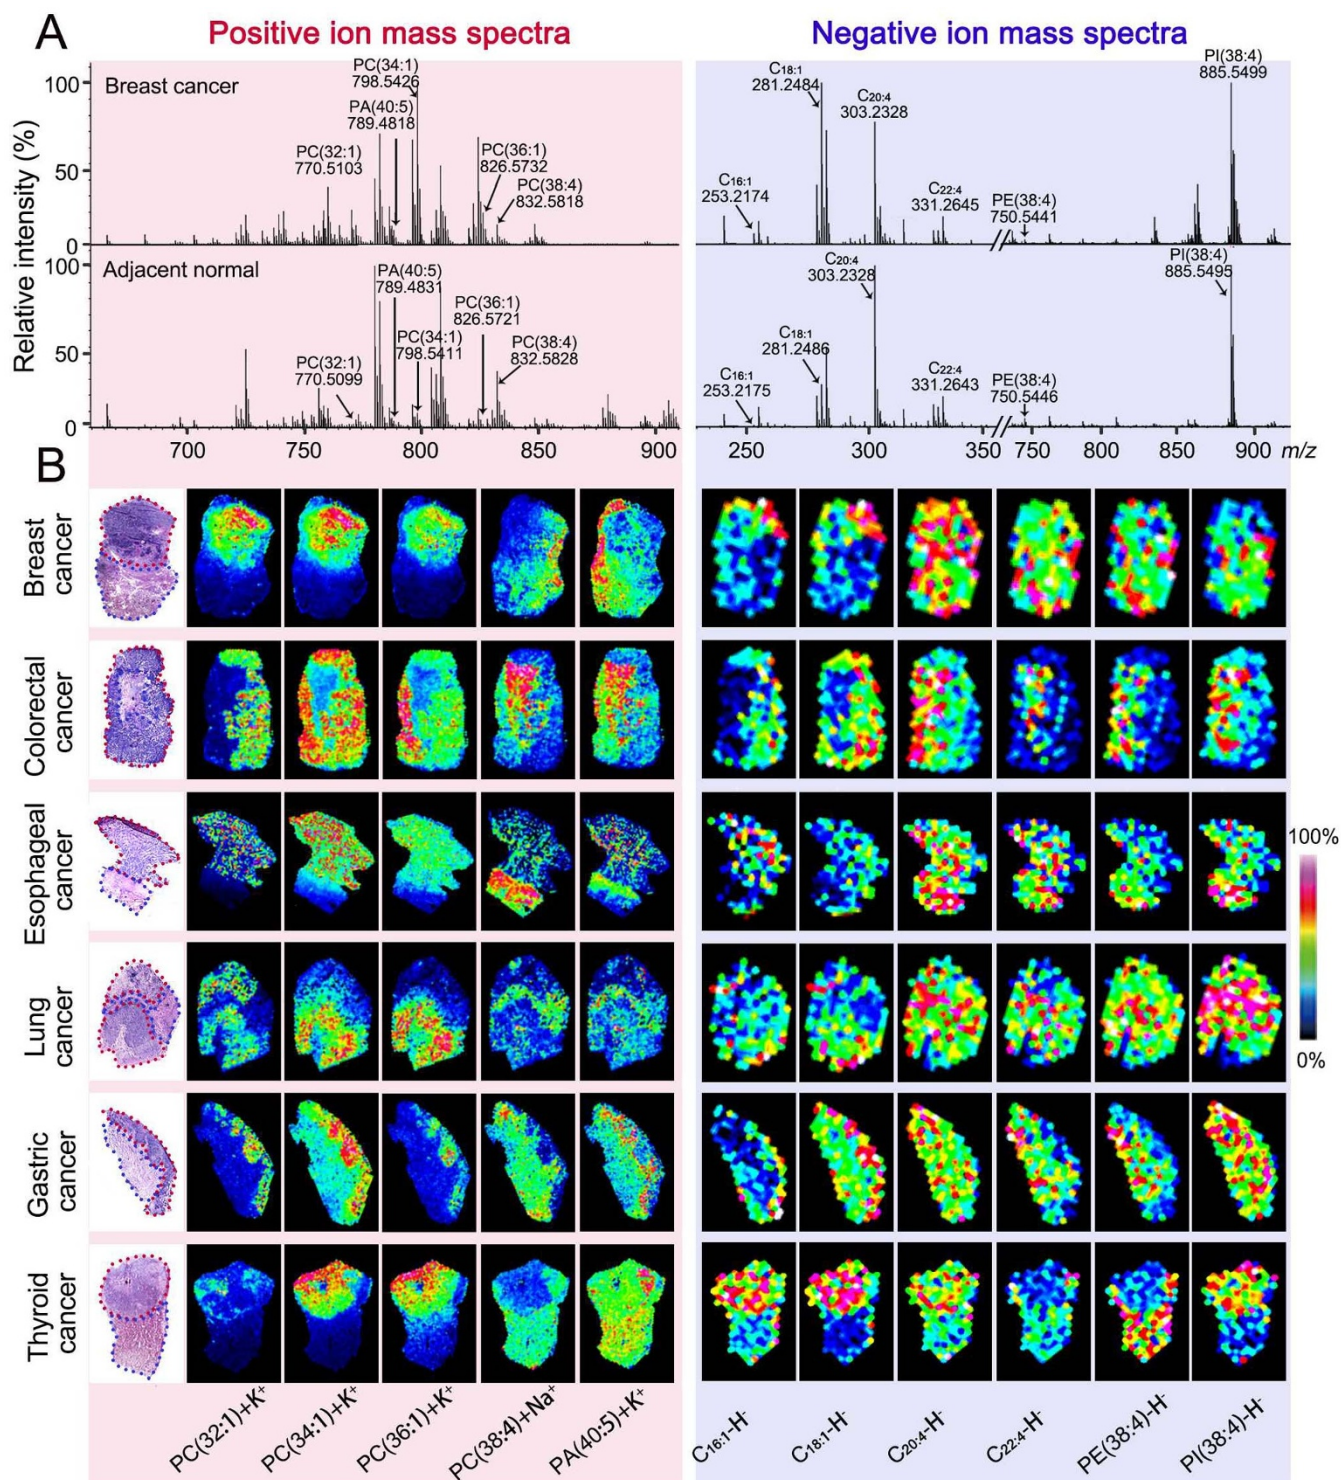 A
Positive ion mass spectra
Negative ion mass spectra
Relative intensity (%)
Breast cancer
100
50
0
PC(32:1)
770.5103
PC(34:1)
798.5426
PA(40:5)
789.4818
PC(36:1)
826.5732
PC(38:4)
832.5818
C16:1
253.2174
C18:1
281.2484
C20:4
303.2328
C22:4
331.2645
PE(38:4)
750.5441
PI(38:4)
885.5499
Adjacent normal
100
50
0
PC(32:1)
770.5099
PA(40:5)
789.4831
PC(34:1)
798.5411
PC(36:1)
826.5721
PC(38:4)
832.5828
C16:1
253.2175
C18:1
281.2486
C20:4
303.2328
C22:4
331.2643
PE(38:4)
750.5446
PI(38:4)
885.5495
700 750 800 850 900
250 300 350 750 800 850 900 m/z
B
Breast
cancer
Colorectal
cancer
Esophageal
cancer
Lung
cancer
Gastric
cancer
Thyroid
cancer
100%
0%
PC(32:1)+K⁺
PC(34:1)+K⁺
PC(36:1)+K⁺
PC(38:4)+Na⁺
PA(40:5)+K⁺
C16:1-H⁻
C18:1-H⁻
C20:4-H⁻
C22:4-H⁻
PE(38:4)-H⁻
PI(38:4)-H⁻